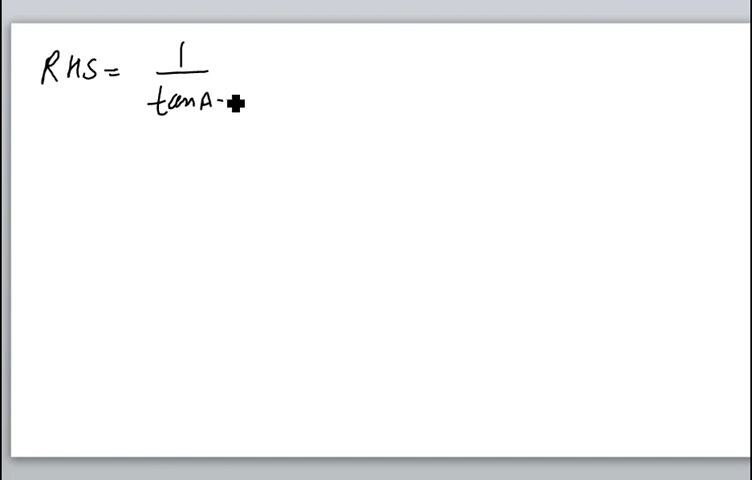 RHS = 1/tanA -